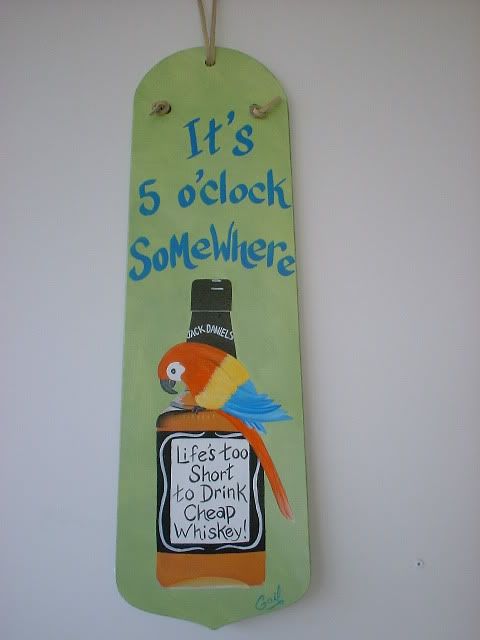 It's
5 o'clock
SoMeWhere
JACK DANIELS
Life's too
Short
to Drink
Cheap
Whiskey!
Gail